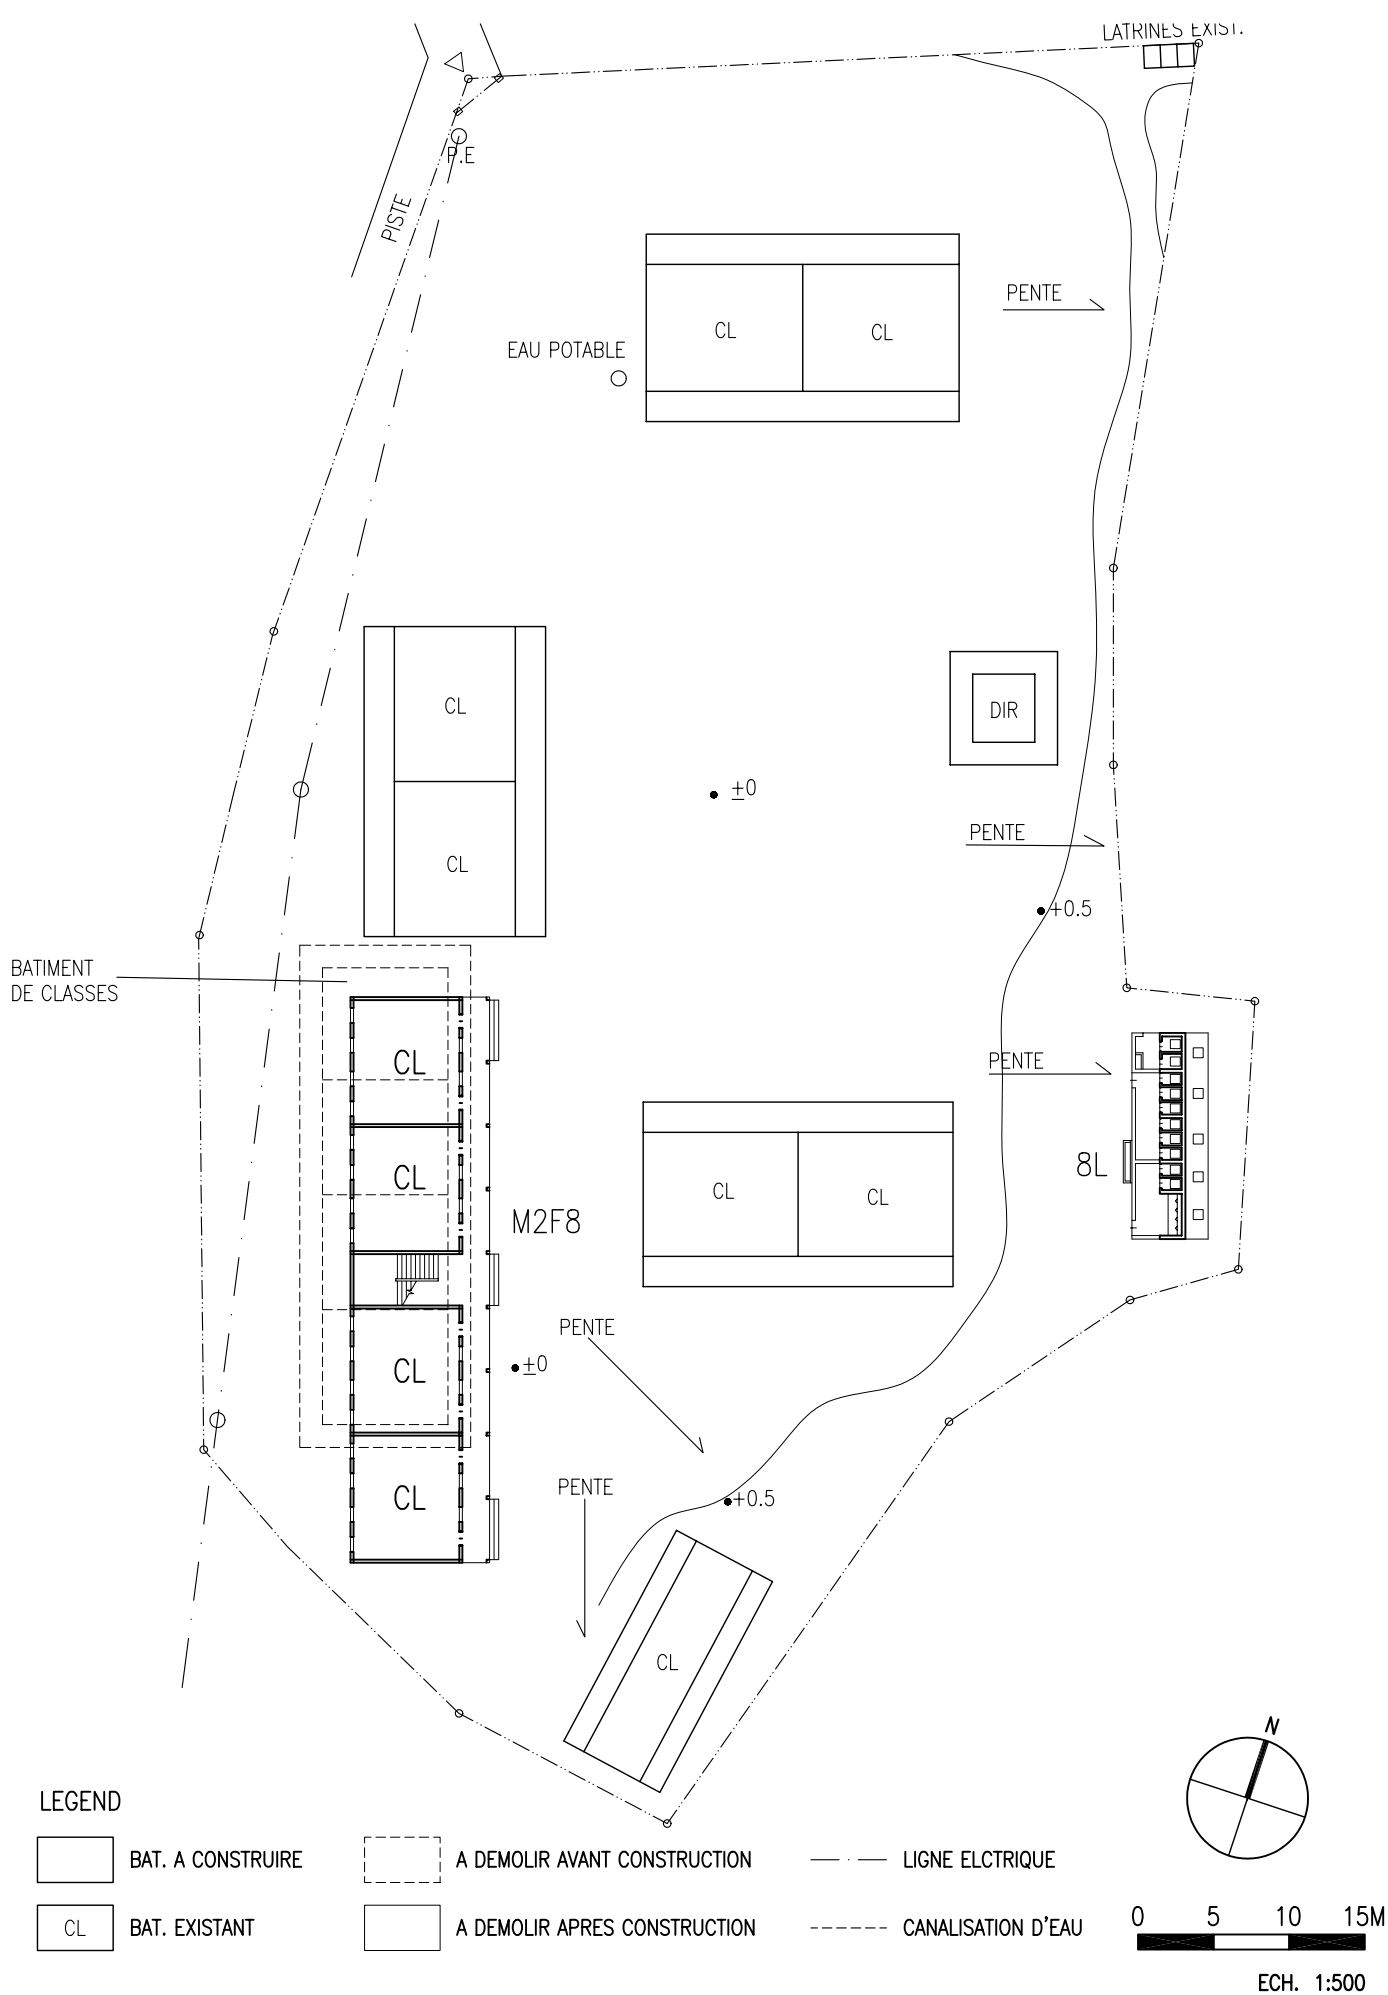 LATRINES EXIST.
P.E
PISTE
PENTE
CL
CL
EAU POTABLE
CL
DIR
±0
PENTE
CL
+0.5
BATIMENT
DE CLASSES
CL
PENTE
8L
CL
CL
CL
M2F8
PENTE
±0
CL
PENTE
+0.5
CL
CL
N
LEGEND
BAT. A CONSTRUIRE
A DEMOLIR AVANT CONSTRUCTION
LIGNE ELCTRIQUE
CL
BAT. EXISTANT
A DEMOLIR APRES CONSTRUCTION
CANALISATION D'EAU
0 5 10 15M
ECH. 1:500